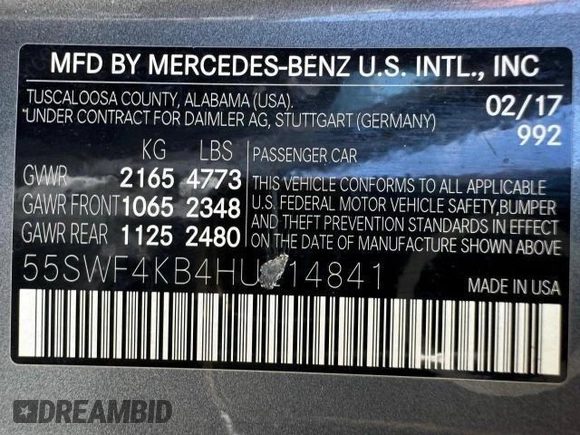 MFD BY MERCEDES-BENZ U.S. INTL., INC
TUSCALOOSA COUNTY, ALABAMA (USA). 02/17
*UNDER CONTRACT FOR DAIMLER AG, STUTTGART (GERMANY) 992
KG LBS PASSENGER CAR
GVWR 2165 4773 THIS VEHICLE CONFORMS TO ALL APPLICABLE
GAWR FRONT 1065 2348 U.S. FEDERAL MOTOR VEHICLE SAFETY, BUMPER
GAWR REAR 1125 2480 AND THEFT PREVENTION STANDARDS IN
EFFECT ON THE DATE OF MANUFACTURE
SHOWN ABOVE.
MADE IN USA
DREAMBID